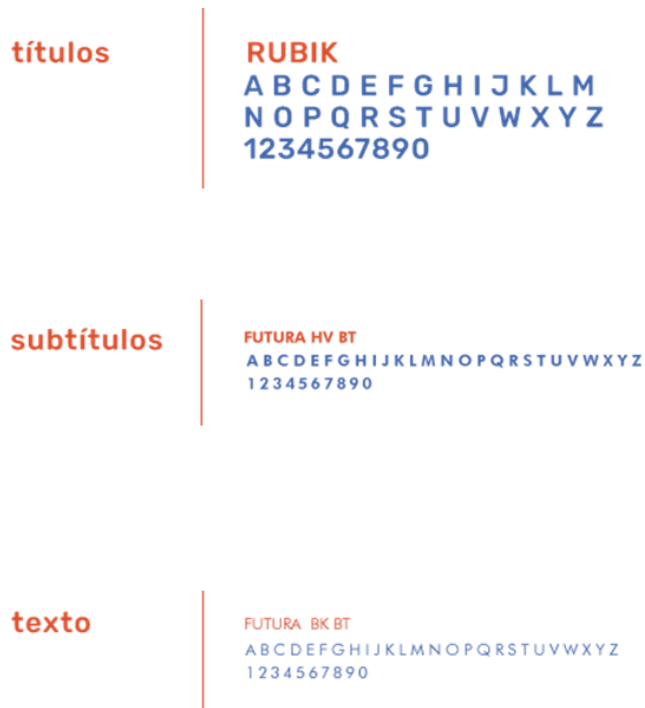 títulos
RUBIK
A B C D E F G H I J K L M
N O P Q R S T U V W X Y Z
1234567890
subtítulos
FUTURA HV BT
A B C D E F G H I J K L M N O P Q R S T U V W X Y Z
1 2 3 4 5 6 7 8 9 0
texto
FUTURA BK BT
A B C D E F G H I J K L M N O P Q R S T U V W X Y Z
1 2 3 4 5 6 7 8 9 0